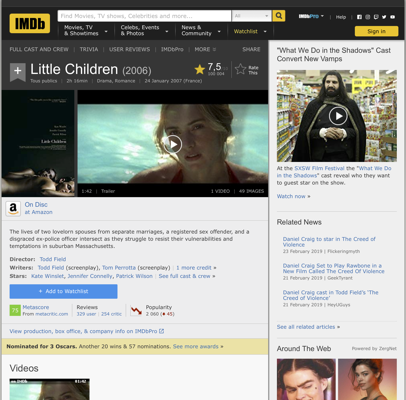 IMDb
Find Movies, TV shows, Celebrities and more...
All
IMDbPro
Help
Movies, TV & Showtimes
Celebs, Events & Photos
News & Community
Watchlist
Sign in
FULL CAST AND CREW | TRIVIA | USER REVIEWS | IMDbPro | MORE
SHARE
Little Children (2006)
7,5
Rate This
Tous publics | 2h 16min | Drama, Romance | 24 January 2007 (France)
Little Children
1:42 | Trailer
1 VIDEO | 49 IMAGES
On Disc
at Amazon
The lives of two lovelorn spouses from separate marriages, a registered sex offender, and a
disgraced ex-police officer intersect as they struggle to resist their vulnerabilities and
temptations in suburban Massachusetts.
Director: Todd Field
Writers: Todd Field (screenplay), Tom Perrotta (screenplay) | 1 more credit »
Stars: Kate Winslet, Jennifer Connelly, Patrick Wilson | See full cast & crew »
+ Add to Watchlist
75
Metascore
From metacritic.com
Reviews
329 user | 204 critic
Popularity
2 060 (45)
View production, box office, & company info on IMDbPro
Nominated for 3 Oscars. Another 20 wins & 57 nominations. See more awards »
Videos
01:42
"What We Do in the Shadows" Cast
Convert New Vamps
At the SXSW Film Festival the "What We
Do in the Shadows" cast reveal who they
want to guest star on the show.
Watch now »
Related News
Daniel Craig to star in The Creed of
Violence
23 February 2019 | Flickeringmyth
Daniel Craig Set to Play Rawbone in a
New Film Called The Creed Of Violence
21 February 2019 | GeekTyrant
Daniel Craig cast in Todd Field's 'The
Creed of Violence'
21 February 2019 | HeyUGuys
See all related articles »
Around The Web
Powered by ZergNet